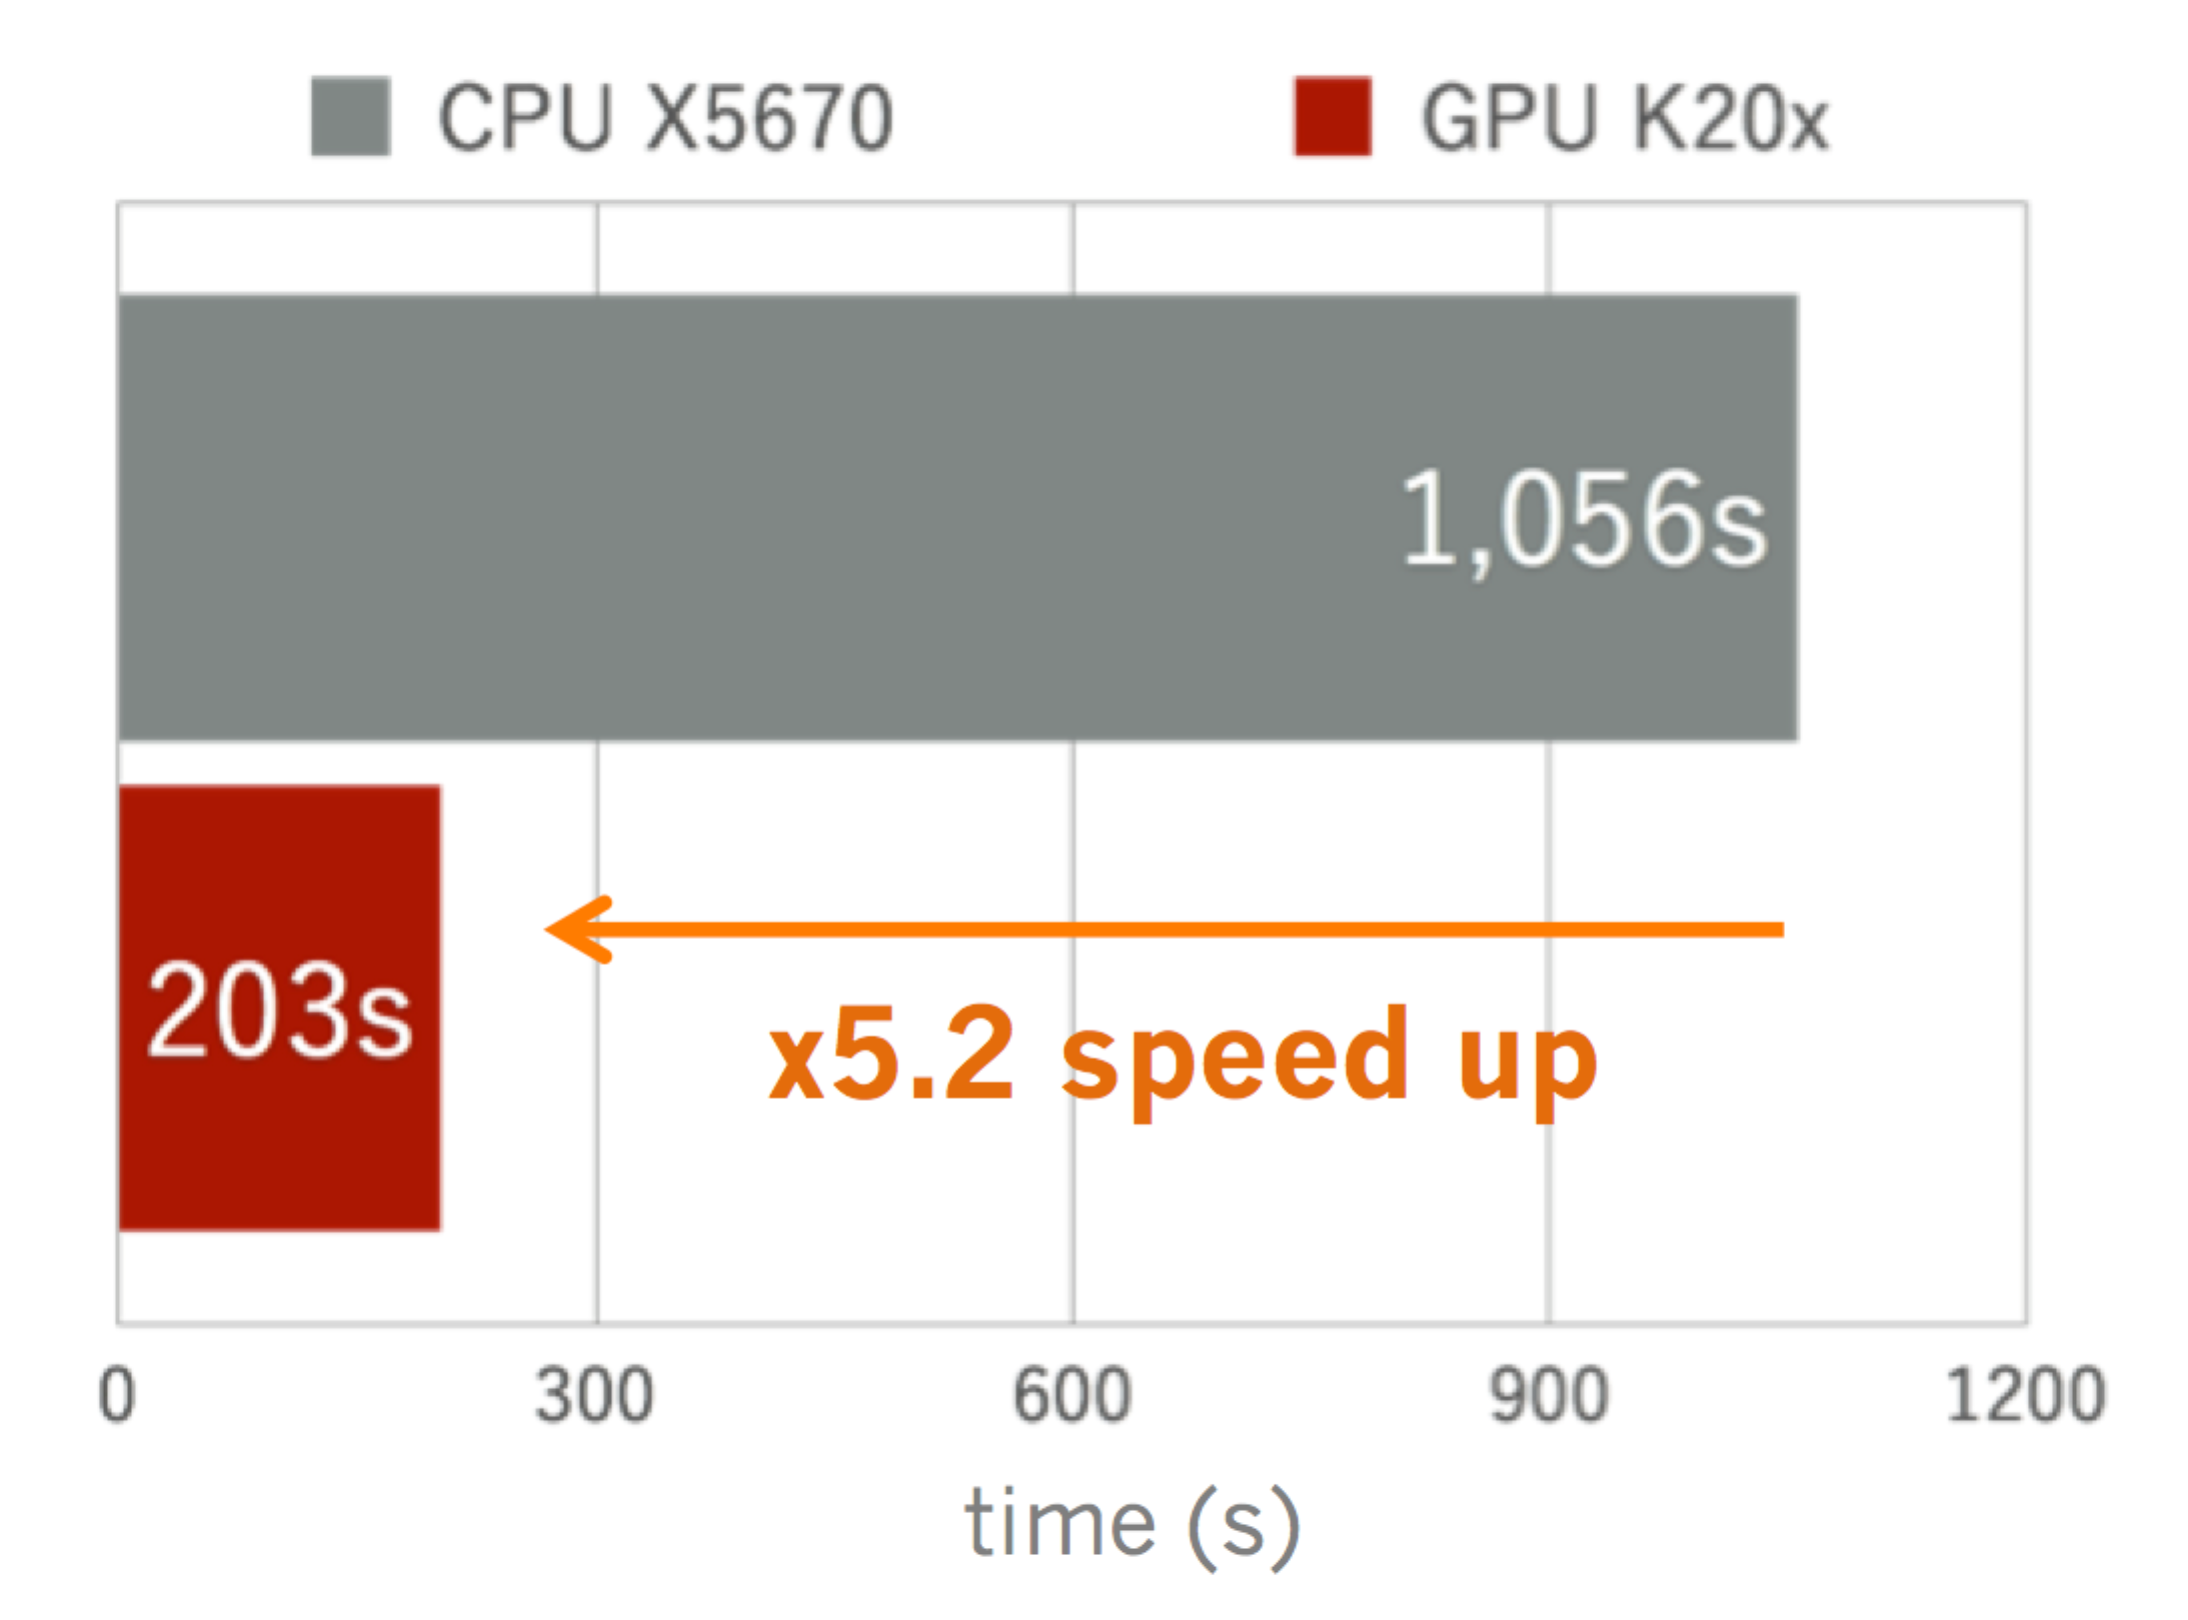 CPU X5670 GPU K20x
1,056s
203s
x5.2 speed up
0 300 600 900 1200
time (s)